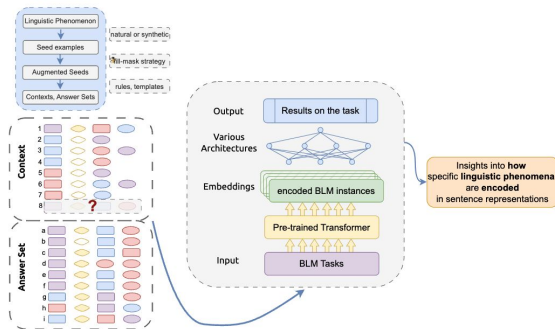 Linguistic Phenomenon
natural or synthetic
Seed examples
fill-mask strategy
Augmented Seeds
rules, templates
Contexts, Answer Sets
Context
1
2
3
4
5
6
7
8
?
Answer Set
a
b
c
d
e
f
g
h
i
Output
Results on the task
Various
Architectures
Embeddings
encoded BLM instances
Pre-trained Transformer
Input
BLM Tasks
Insights into how
specific linguistic phenomena
are encoded
in sentence representations